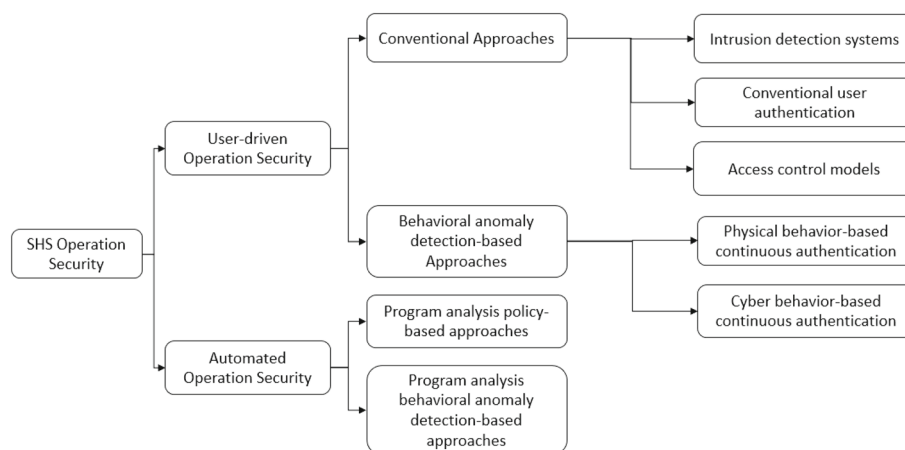 Conventional Approaches
Intrusion detection systems
Conventional user
authentication
User-driven
Operation Security
Access control models
SHS Operation
Security
Behavioral anomaly
detection-based
Approaches
Physical behavior-based
continuous authentication
Cyber behavior-based
continuous authentication
Program analysis policy-
based approaches
Automated
Operation Security
Program analysis
behavioral anomaly
detection-based
approaches